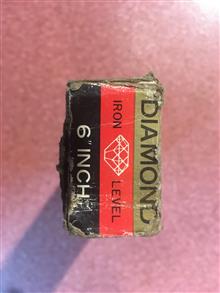 DIAMOND
IRON LEVEL
6" INCH